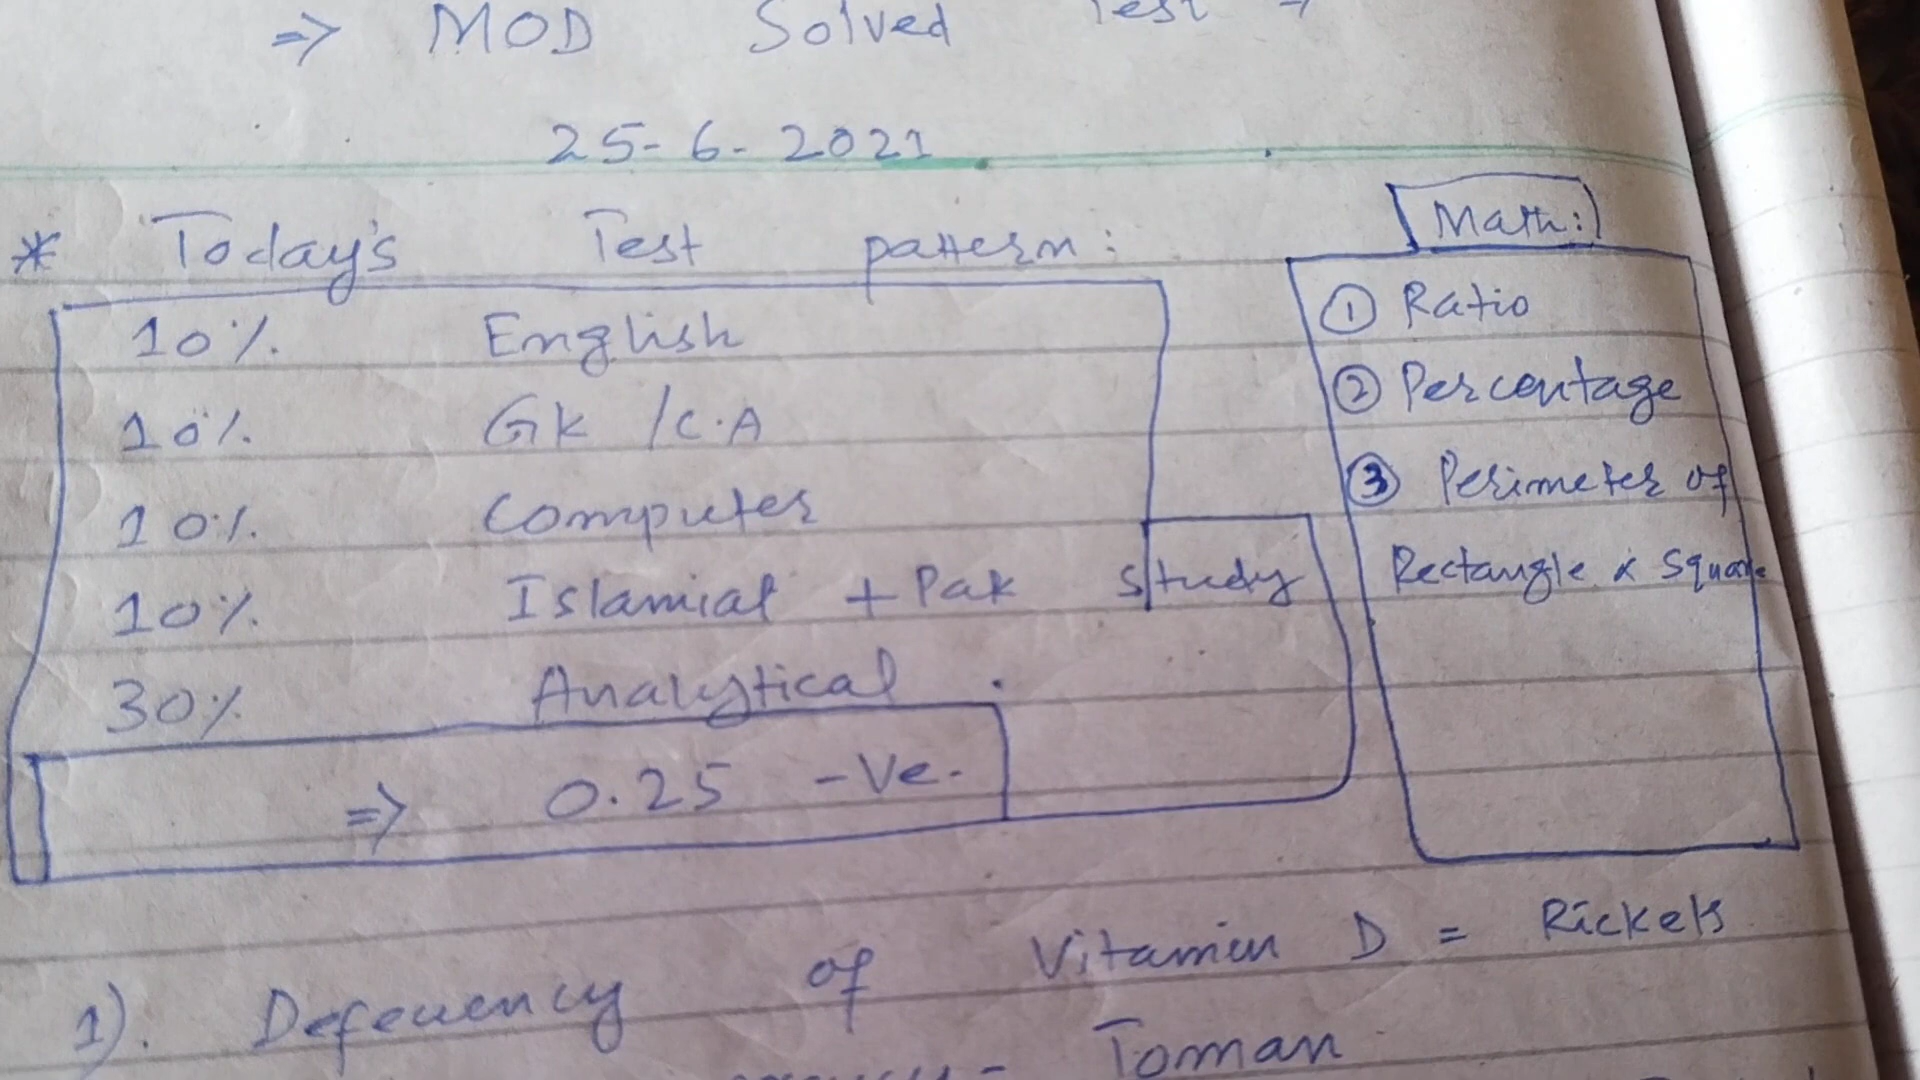 => MOD Solved Test →
25-6-2021
* Today's Test pattern:
10% English
10% GK /C.A
10% Computer
10% Islamiat + Pak Study
30% Analytical.
=> 0.25 -Ve.
Math:
① Ratio
② Percentage
③ Perimeter of
Rectangle & Square
1). Defecuency of Vitamin D = Rickets
Toman